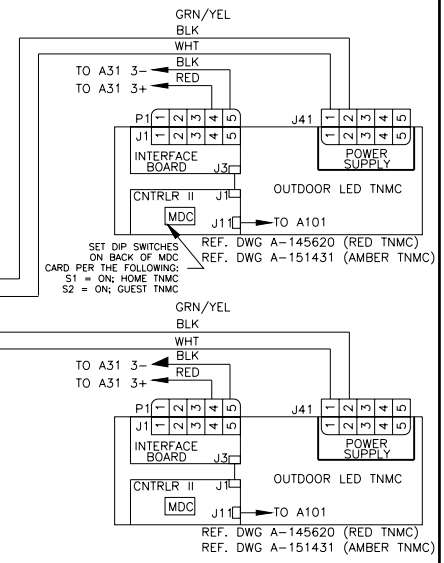 GRN/YEL
BLK
WHT
BLK
TO A31 3-
RED
TO A31 3+
P1 1 2 3 4 5
J41 1 2 3 4 5
J1 1 2 3 4 5
1 2 3 4 5
INTERFACE
BOARD
J3
POWER
SUPPLY
OUTDOOR LED TNMC
CNTRLR II
J1
MDC
J11
TO A101
SET DIP SWITCHES
ON BACK OF MDC
CARD PER THE FOLLOWING:
S1 = ON; HOME TNMC
S2 = ON; GUEST TNMC
REF. DWG A-145620 (RED TNMC)
REF. DWG A-151431 (AMBER TNMC)
GRN/YEL
BLK
WHT
BLK
TO A31 3-
RED
TO A31 3+
P1 1 2 3 4 5
J41 1 2 3 4 5
J1 1 2 3 4 5
1 2 3 4 5
INTERFACE
BOARD
J3
POWER
SUPPLY
OUTDOOR LED TNMC
CNTRLR II
J1
MDC
J11
TO A101
REF. DWG A-145620 (RED TNMC)
REF. DWG A-151431 (AMBER TNMC)